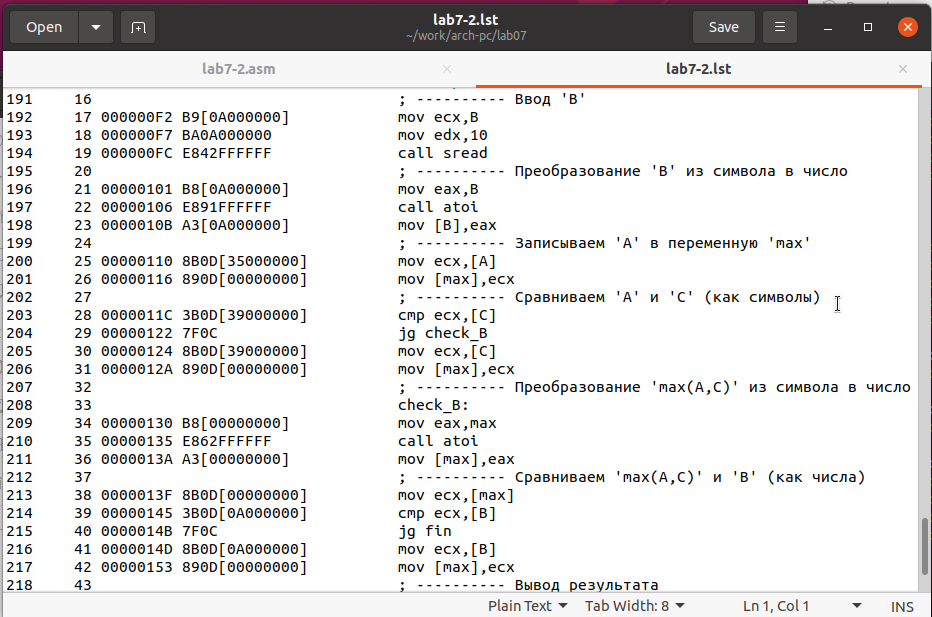 Open
lab7-2.lst
~/work/arch-pc/lab07
Save
lab7-2.asm
lab7-2.lst
191 16 ; ---------- Ввод 'B'
192 17 000000F2 B9[0A000000] mov ecx,B
193 18 000000F7 BA0A000000 mov edx,10
194 19 000000FC E842FFFFFF call sread
195 20 ; ---------- Преобразование 'B' из символа в число
196 21 00000101 B8[0A000000] mov eax,B
197 22 00000106 E891FFFFFF call atoi
198 23 0000010B A3[0A000000] mov [B],eax
199 24 ; ---------- Записываем 'A' в переменную 'max'
200 25 00000110 8B0D[35000000] mov ecx,[A]
201 26 00000116 890D[00000000] mov [max],ecx
202 27 ; ---------- Сравниваем 'A' и 'C' (как символы)
203 28 0000011C 3B0D[39000000] cmp ecx,[C]
204 29 00000122 7F0C jg check_B
205 30 00000124 8B0D[39000000] mov ecx,[C]
206 31 0000012A 890D[00000000] mov [max],ecx
207 32 ; ---------- Преобразование 'max(A,C)' из символа в число
208 33 check_B:
209 34 00000130 B8[00000000] mov eax,max
210 35 00000135 E862FFFFFF call atoi
211 36 0000013A A3[00000000] mov [max],eax
212 37 ; ---------- Сравниваем 'max(A,C)' и 'B' (как числа)
213 38 0000013F 8B0D[00000000] mov ecx,[max]
214 39 00000145 3B0D[0A000000] cmp ecx,[B]
215 40 0000014B 7F0C jg fin
216 41 0000014D 8B0D[0A000000] mov ecx,[B]
217 42 00000153 890D[00000000] mov [max],ecx
218 43 ; ---------- Вывод результата
Plain Text Tab Width: 8 Ln 1, Col 1 INS